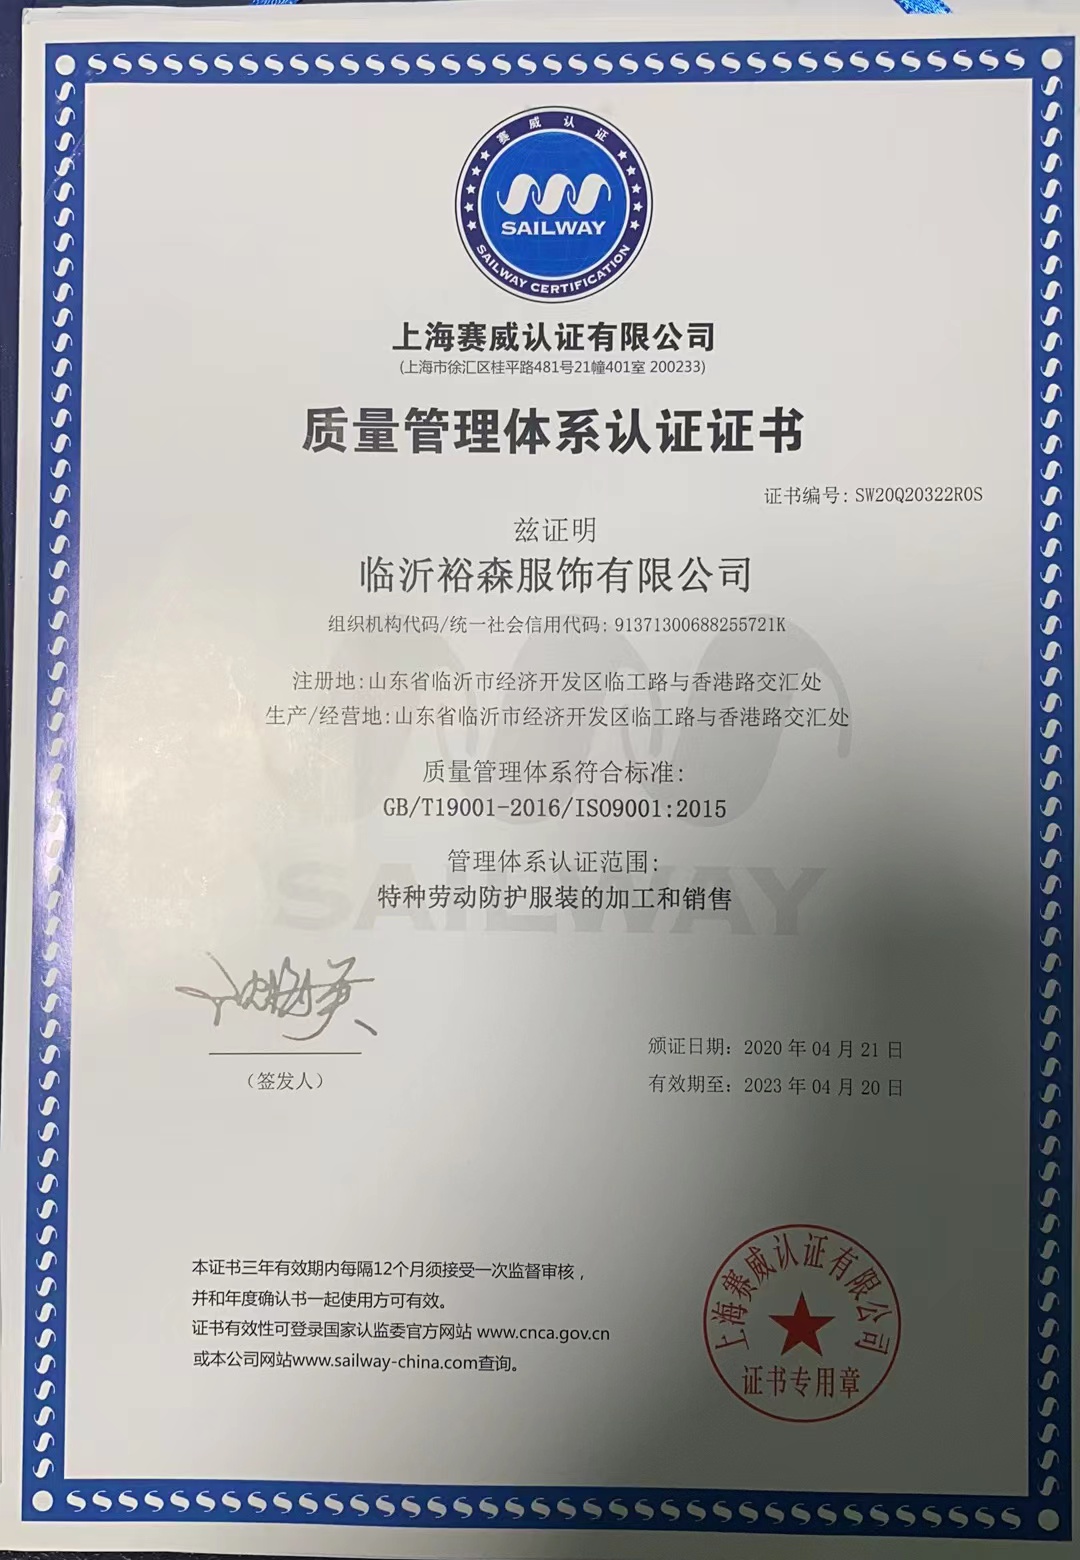 赛威认证
SAILWAY
SAILWAY CERTIFICATION
上海赛威认证有限公司
(上海市徐汇区桂平路481号21幢401室 200233)
质量管理体系认证证书
证书编号: SW20Q20322R0S
兹证明
临沂裕森服饰有限公司
组织机构代码/统一社会信用代码: 91371300688255721K
注册地:山东省临沂市经济开发区临工路与香港路交汇处
生产/经营地:山东省临沂市经济开发区临工路与香港路交汇处
质量管理体系符合标准:
GB/T19001-2016/ISO9001:2015
管理体系认证范围:
特种劳动防护服装的加工和销售
SAILWAY
(签发人)
颁证日期: 2020 年 04 月 21 日
有效期至: 2023 年 04 月 20 日
本证书三年有效期内每隔12个月须接受一次监督审核，
并和年度确认书一起使用方可有效。
证书有效性可登录国家认监委官方网站 www.cnca.gov.cn
或本公司网站www.sailway-china.com查询。
上海赛威认证有限公司
证书专用章